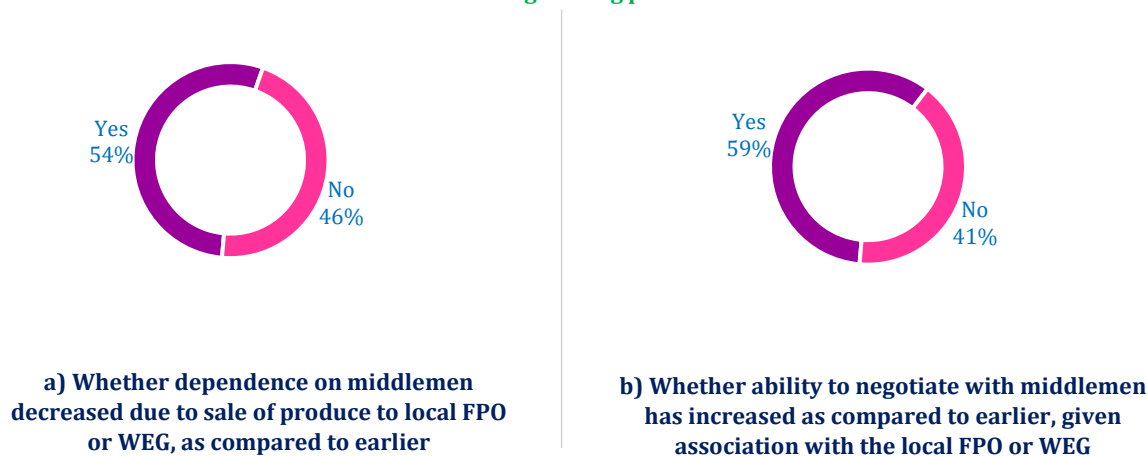 Yes
54%
No
46%
a) Whether dependence on middlemen
decreased due to sale of produce to local FPO
or WEG, as compared to earlier
Yes
59%
No
41%
b) Whether ability to negotiate with middlemen
has increased as compared to earlier, given
association with the local FPO or WEG